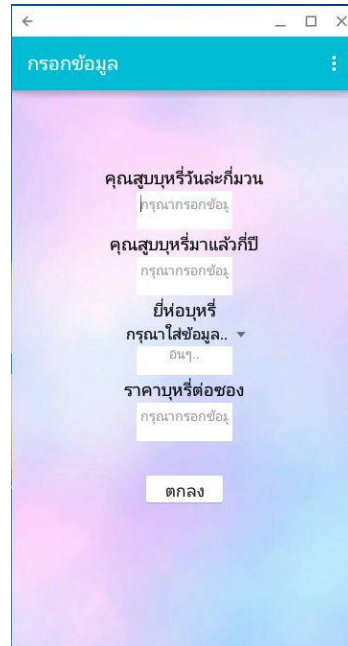 กรอกข้อมูล
คุณสูบบุหรี่วันล่ะกี่มวน
กรุณากรอกข้อมู
คุณสูบบุหรี่มาแล้วกี่ปี
กรุณากรอกข้อมู
ยี่ห่อบุหรี่
กรุณาใส่ข้อมูล..
อื่นๆ..
ราคาบุหรี่ต่อซอง
กรุณากรอกข้อมู
ตกลง